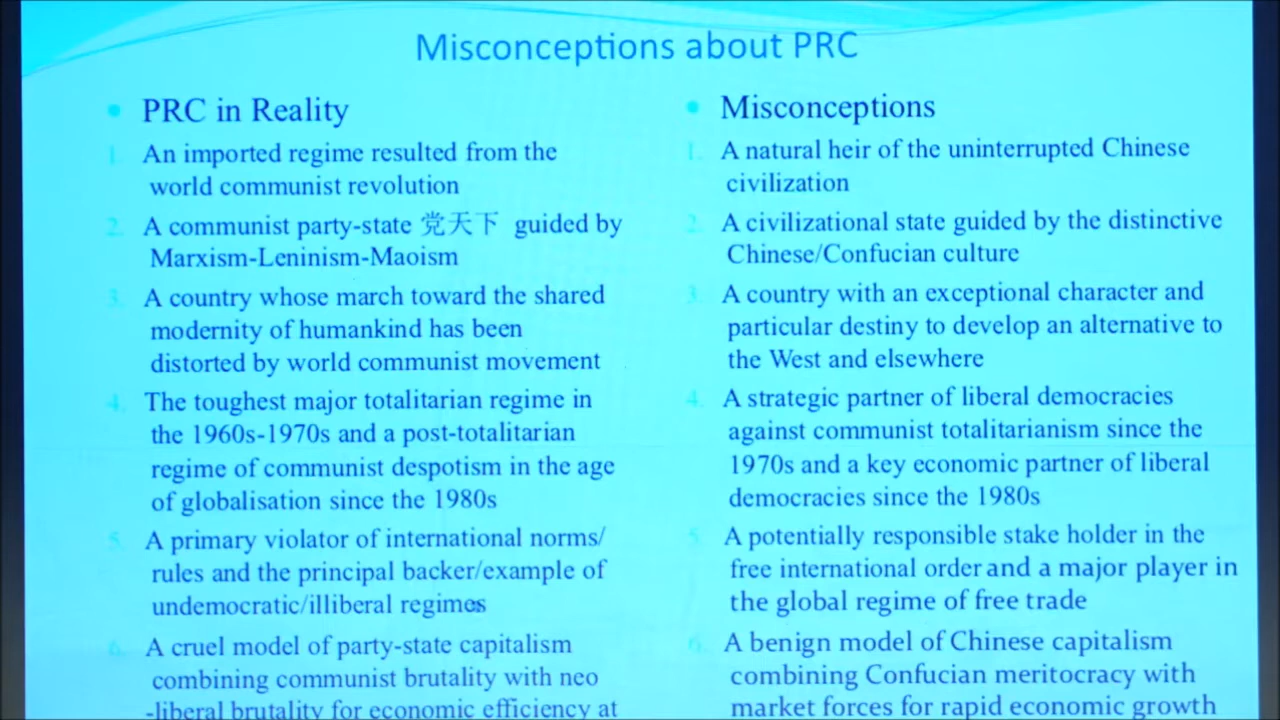 Misconceptions about PRC
• PRC in Reality
1. An imported regime resulted from the
world communist revolution
2. A communist party-state 党天下 guided by
Marxism-Leninism-Maoism
3. A country whose march toward the shared
modernity of humankind has been
distorted by world communist movement
4. The toughest major totalitarian regime in
the 1960s-1970s and a post-totalitarian
regime of communist despotism in the age
of globalisation since the 1980s
5. A primary violator of international norms/
rules and the principal backer/example of
undemocratic/illiberal regimes
6. A cruel model of party-state capitalism
combining communist brutality with neo
-liberal brutality for economic efficiency at
• Misconceptions
1. A natural heir of the uninterrupted Chinese
civilization
2. A civilizational state guided by the distinctive
Chinese/Confucian culture
3. A country with an exceptional character and
particular destiny to develop an alternative to
the West and elsewhere
4. A strategic partner of liberal democracies
against communist totalitarianism since the
1970s and a key economic partner of liberal
democracies since the 1980s
5. A potentially responsible stake holder in the
free international order and a major player in
the global regime of free trade
6. A benign model of Chinese capitalism
combining Confucian meritocracy with
market forces for rapid economic growth